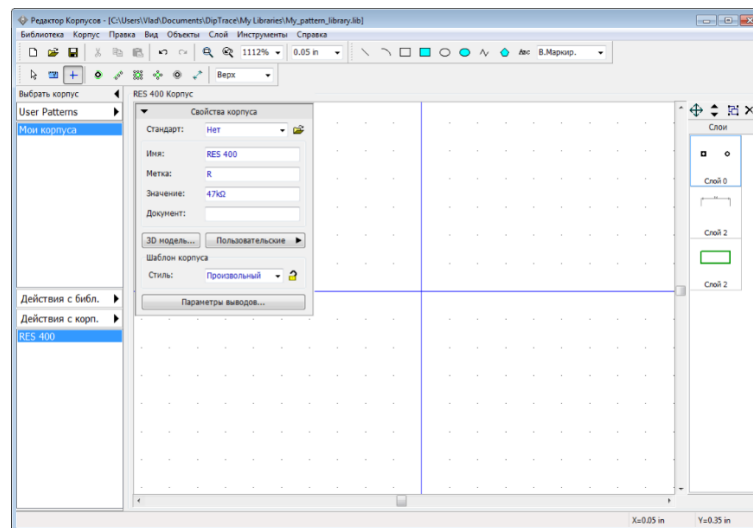 Редактор Корпусов - [C:\Users\Vlad\Documents\DipTrace\My Libraries\My_pattern_library.lib]
Библиотека Корпус Правка Вид Объекты Слой Инструменты Справка
1112% 0.05 in Abc В.Маркир.
Верх
Выбрать корпус
RES 400 Корпус
User Patterns
Мои корпуса
Действия с библ.
Действия с корп.
RES 400
Свойства корпуса
Стандарт: Нет
Имя: RES 400
Метка: R
Значение: 47kΩ
Документ:
3D модель... Пользовательские
Шаблон корпуса
Стиль: Произвольный
Параметры выводов...
Слои
Слой 0
Слой 2
Слой 2
X=0.05 in Y=0.35 in